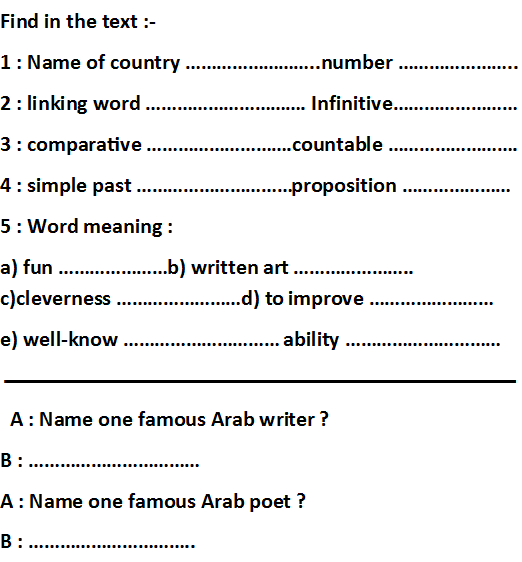 Find in the text :-
1 : Name of country ……………………..number …………………..
2 : linking word ………………………… Infinitive……………………
3 : comparative ………………………countable …………………….
4 : simple past …………………………proposition …………………
5 : Word meaning :
a) fun …………………b) written art …………………..
c)cleverness ……………………d) to improve ……………………
e) well-know ………………………… ability …………………………
A : Name one famous Arab writer ?
B : ……………………………
A : Name one famous Arab poet ?
B : …………………………..